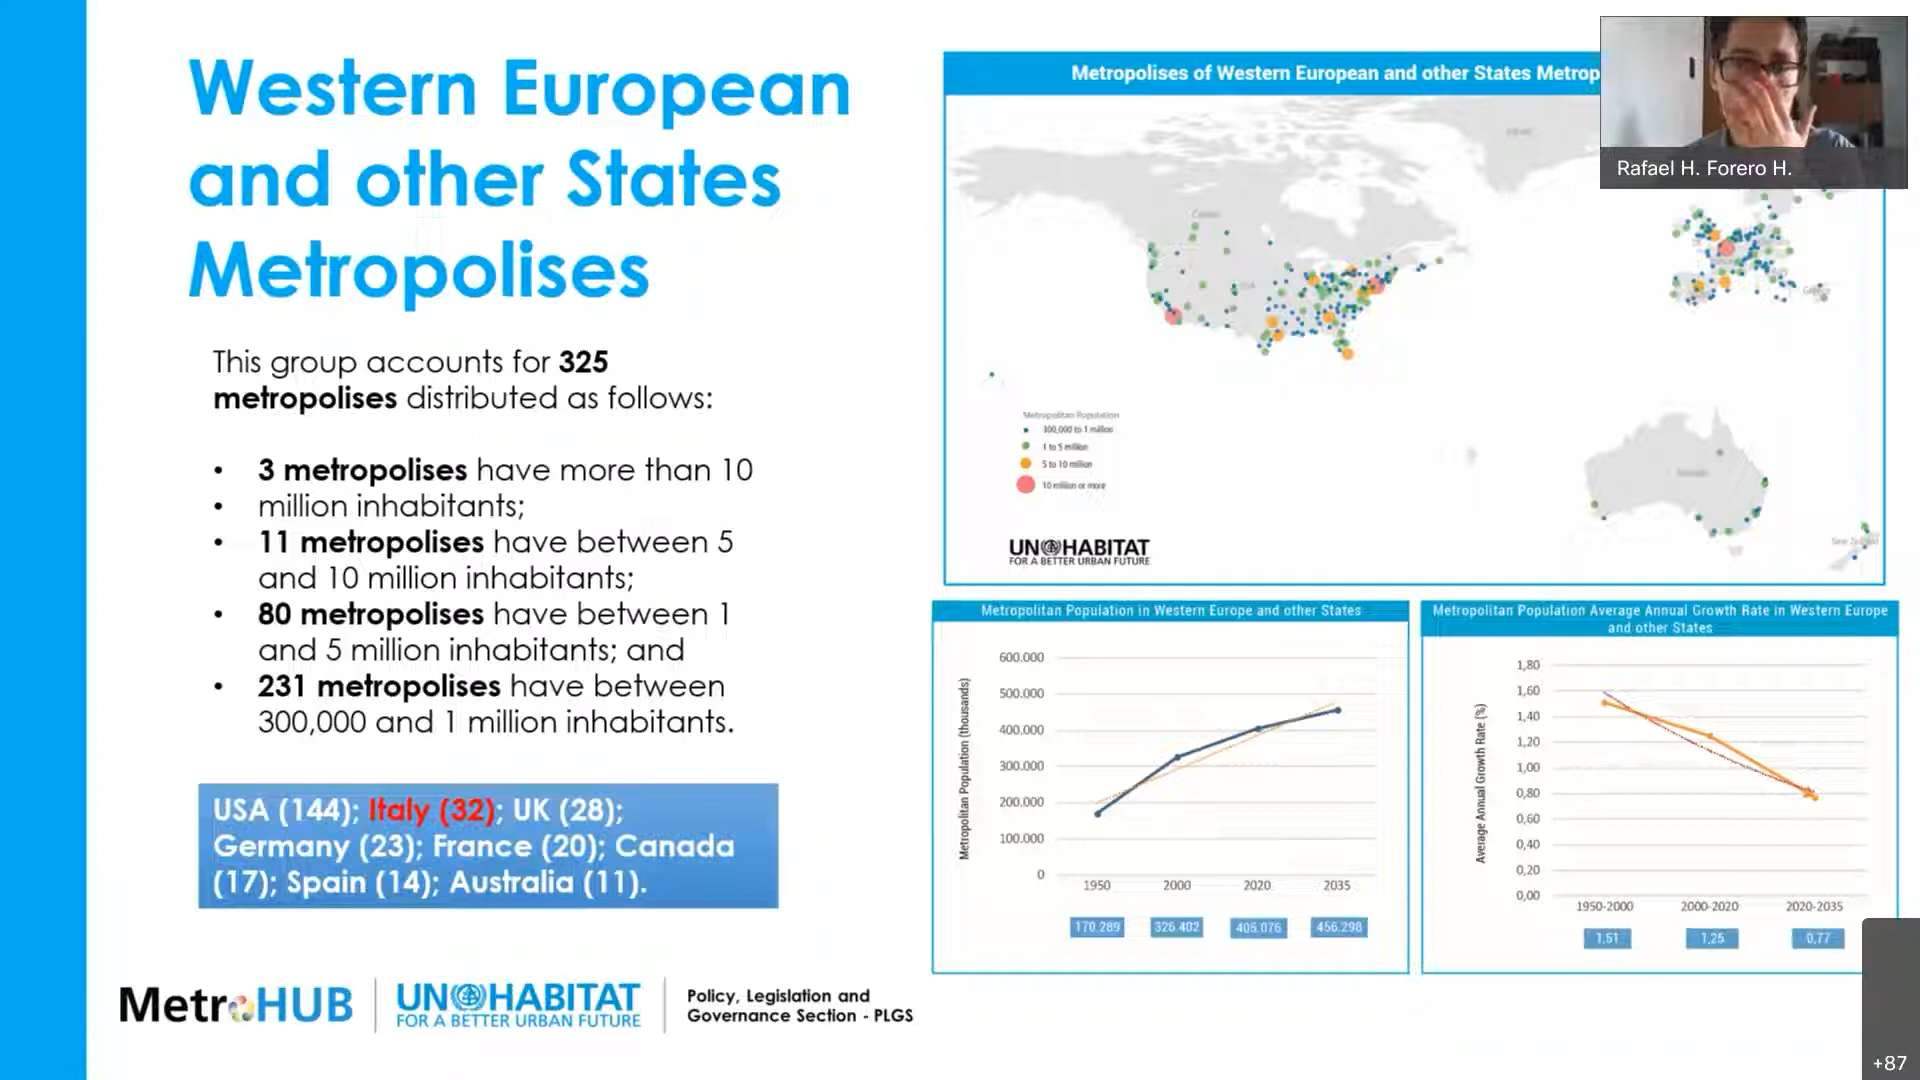 Western European
and other States
Metropolises
This group accounts for 325
metropolises distributed as follows:
• 3 metropolises have more than 10
• million inhabitants;
• 11 metropolises have between 5
and 10 million inhabitants;
• 80 metropolises have between 1
and 5 million inhabitants; and
• 231 metropolises have between
300,000 and 1 million inhabitants.
USA (144); Italy (32); UK (28);
Germany (23); France (20); Canada
(17); Spain (14); Australia (11).
MetroHUB
UN HABITAT
FOR A BETTER URBAN FUTURE
Policy, Legislation and
Governance Section - PLGS
Metropolises of Western European and other States Metrop
Rafael H. Forero H.
Canada
USA
Greece
Australia
New Zealand
Metropolitan Population
300,000 to 1 million
1 to 5 million
5 to 10 million
10 million or more
UN HABITAT
FOR A BETTER URBAN FUTURE
Metropolitan Population in Western Europe and other States
Metropolitan Population (thousands)
600.000
500.000
400.000
300.000
200.000
100.000
0
1950 2000 2020 2035
170.289 326.402 405.076 456.298
Metropolitan Population Average Annual Growth Rate in Western Europe
and other States
Average Annual Growth Rate (%)
1,80
1,60
1,40
1,20
1,00
0,80
0,60
0,40
0,20
0,00
1950-2000 2000-2020 2020-2035
1,51 1,25 0,77
+87